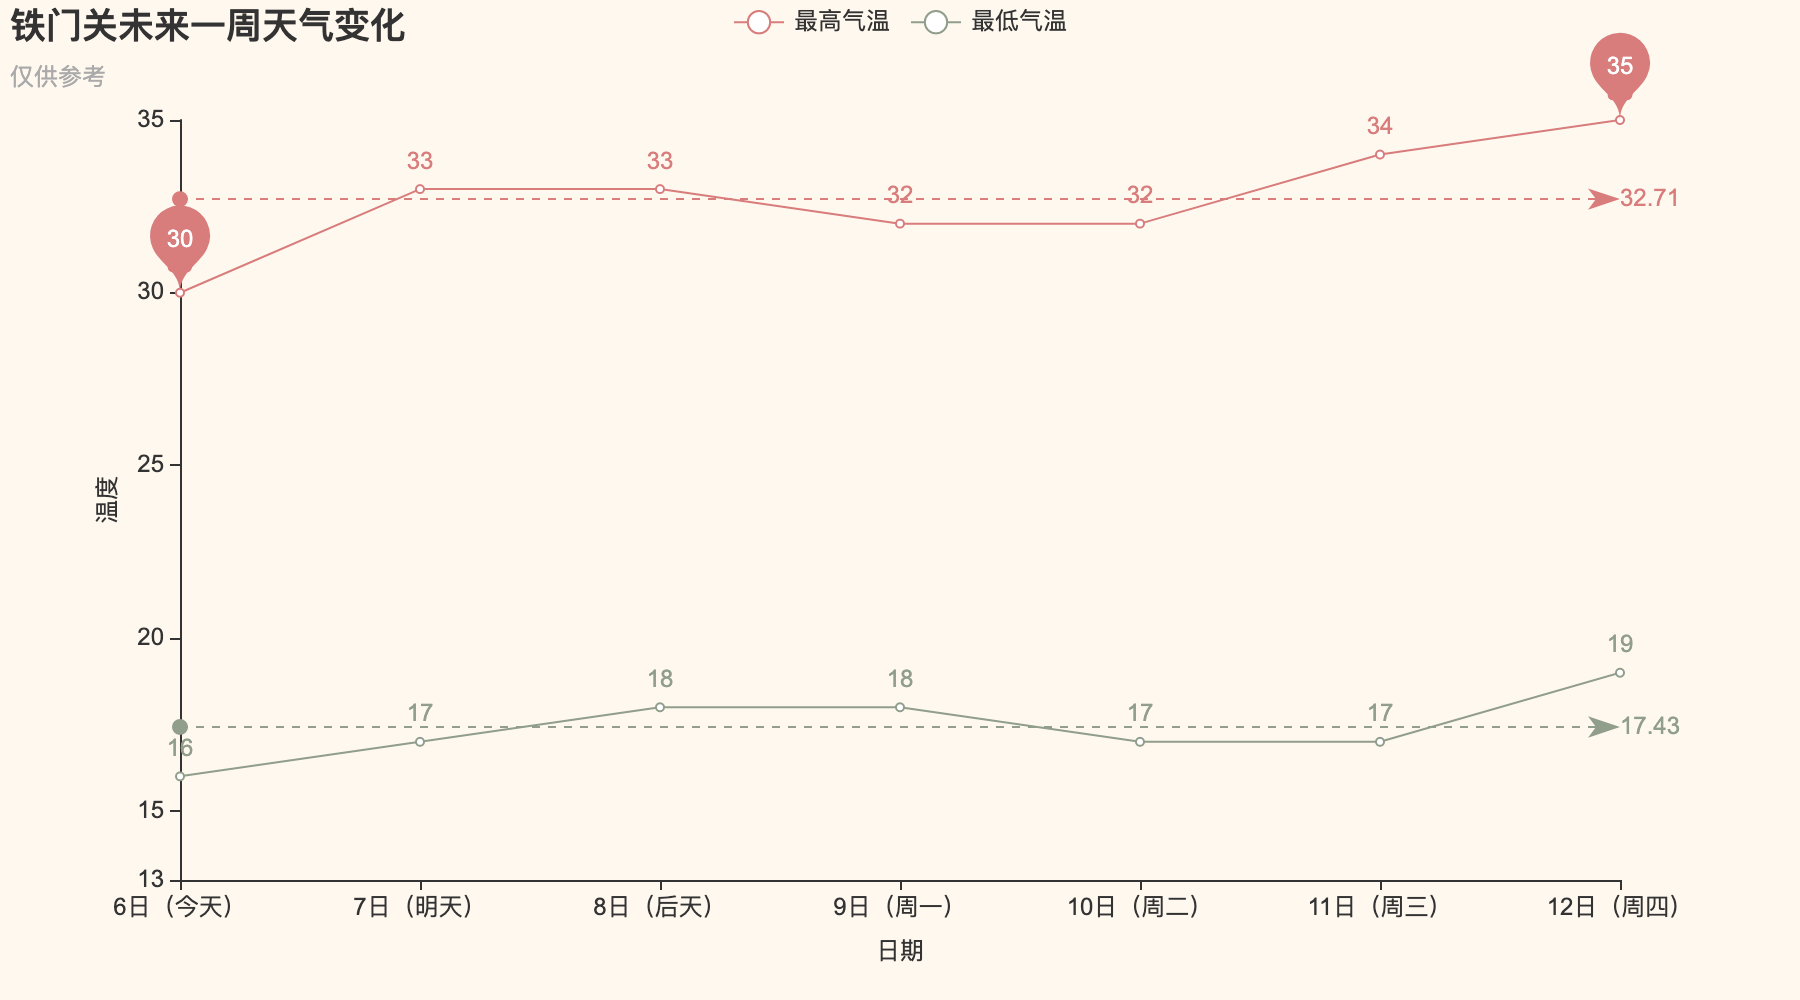 铁门关未来一周天气变化
仅供参考
最高气温 最低气温
35
30
25
20
15
13
温度
30 33 33 32 32 34 35
32.71
16 17 18 18 17 17 19
17.43
6日（今天） 7日（明天） 8日（后天） 9日（周一） 10日（周二） 11日（周三） 12日（周四）
日期